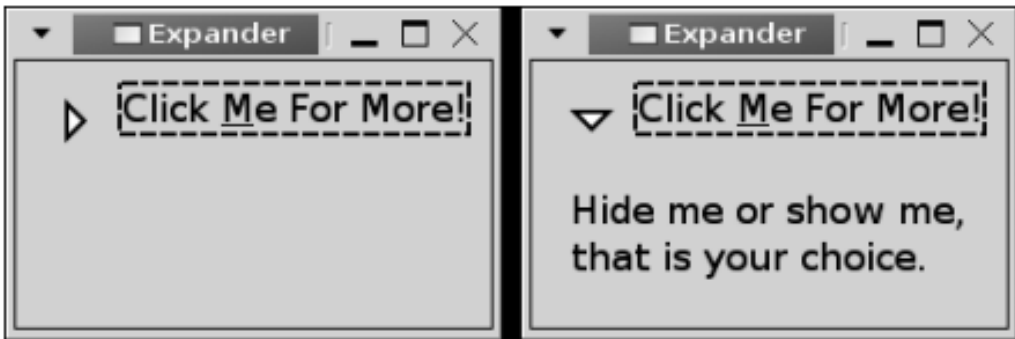 Expander
Click Me For More!
Expander
Click Me For More!
Hide me or show me,
that is your choice.